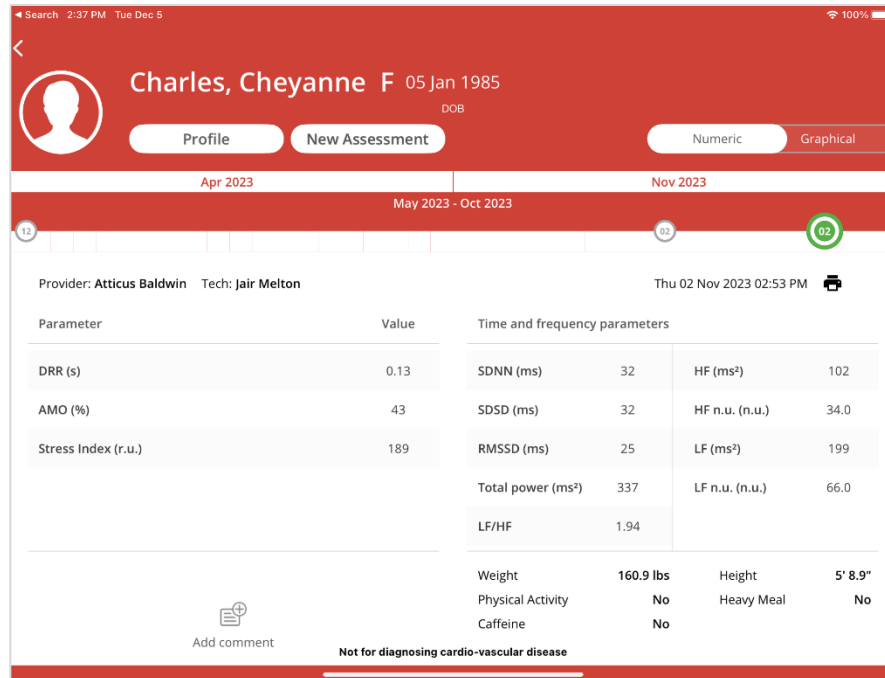 Search 2:37 PM Tue Dec 5 100%
Charles, Cheyanne F 05 Jan 1985
DOB
Profile New Assessment Numeric Graphical
Apr 2023 Nov 2023
May 2023 - Oct 2023
12 02 02
Provider: Atticus Baldwin Tech: Jair Melton Thu 02 Nov 2023 02:53 PM
Parameter Value Time and frequency parameters
DRR (s) 0.13 SDNN (ms) 32 HF (ms²) 102
AMO (%) 43 SDSD (ms) 32 HF n.u. (n.u.) 34.0
Stress Index (r.u.) 189 RMSSD (ms) 25 LF (ms²) 199
Total power (ms²) 337 LF n.u. (n.u.) 66.0
LF/HF 1.94
Weight 160.9 lbs Height 5' 8.9"
Physical Activity No Heavy Meal No
Caffeine No
Add comment
Not for diagnosing cardio-vascular disease